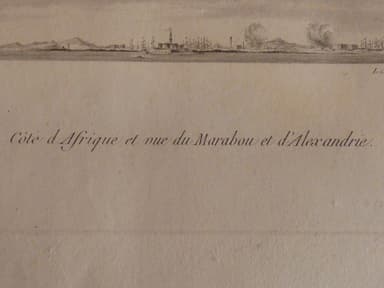 Côte d'Afrique et vue du Marabou et d'Alexandrie.